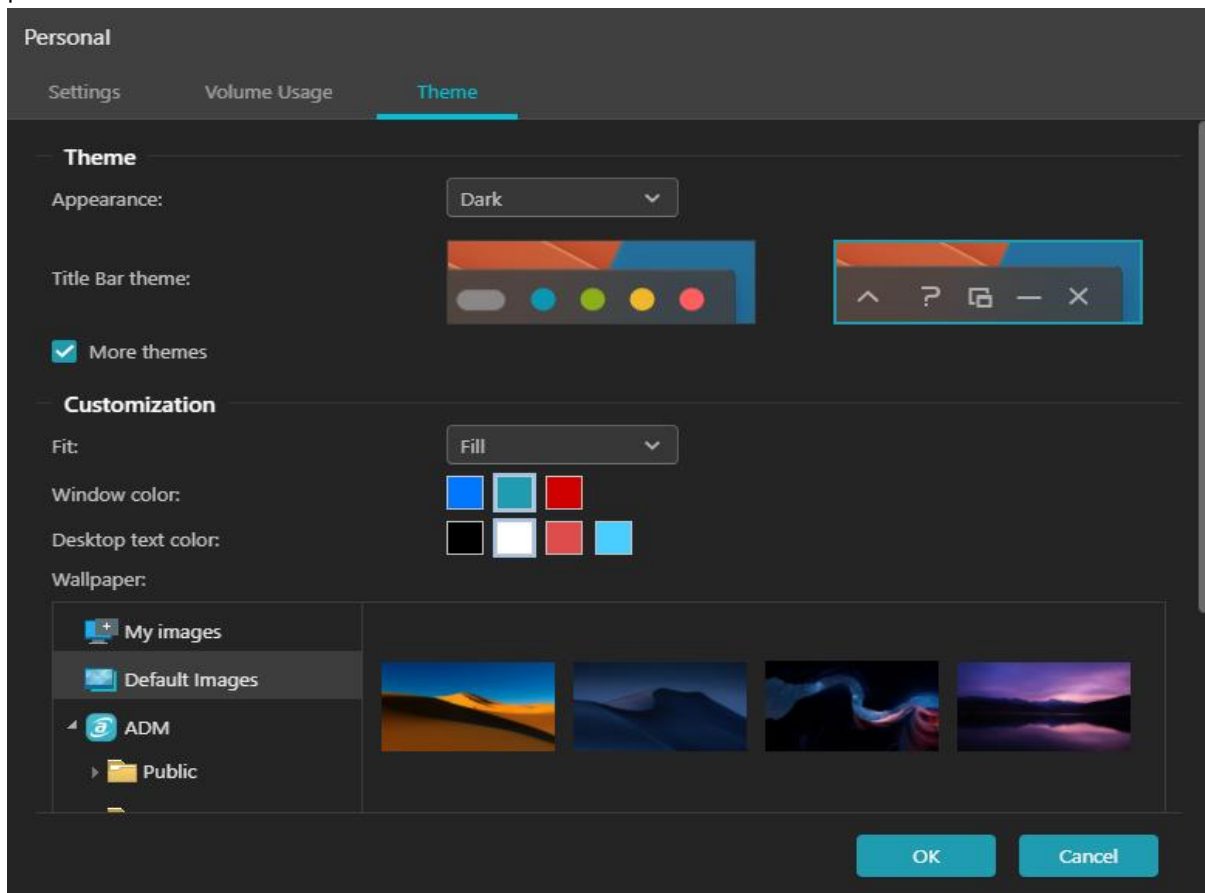 Personal
Settings Volume Usage Theme
Theme
Appearance: Dark
Title Bar theme:
More themes
Customization
Fit: Fill
Window color:
Desktop text color:
Wallpaper:
My images
Default Images
ADM
Public
OK Cancel